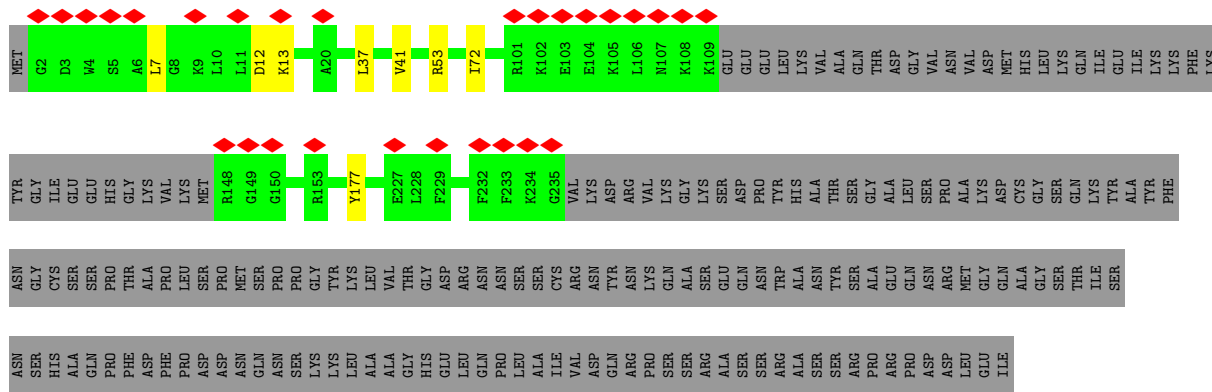 MET G2 D3 W4 S5 A6 L7 G8 K9 L10 L11 D12 K13 A20 L37 V41 R53 I72 R101 K102 E103 E104 K105 L106 N107 K108 K109 GLU GLU GLU LEU LYS VAL ALA GLN THR ASP GLY VAL ASN VAL ASP MET HIS LEU LYS GLN ILE GLU ILE LYS LYS PHE LYS
TYR GLY ILE GLU GLU HIS GLY LYS VAL LYS MET R148 G149 G150 R153 Y177 E227 L228 F229 F232 F233 K234 G235 VAL LYS ASP ARG VAL LYS GLY LYS SER ASP PRO TYR HIS ALA THR SER GLY ALA LEU SER PRO ALA LYS ASP CYS GLY SER GLN LYS TYR ALA TYR PHE
ASN GLY CYS SER SER PRO THR ALA PRO LEU SER PRO MET SER PRO PRO GLY TYR LYS LEU VAL THR GLY ASP ARG ASN ASN SER SER CYS ARG ASN TYR ASN LYS GLN ALA SER GLU GLN ASN TRP ALA ASN TYR SER ALA GLU GLN ASN ARG MET GLY GLN ALA GLY SER THR ILE SER
ASN SER HIS ALA GLN PRO PHE ASP PHE PRO ASP ASP ASN GLN ASN SER LYS LYS LEU ALA ALA GLY HIS GLU LEU GLN PRO LEU ALA ILE VAL ASP GLN ARG PRO SER SER ARG ALA SER SER ARG ALA SER SER ARG PRO ARG PRO ASP ASP LEU GLU ILE